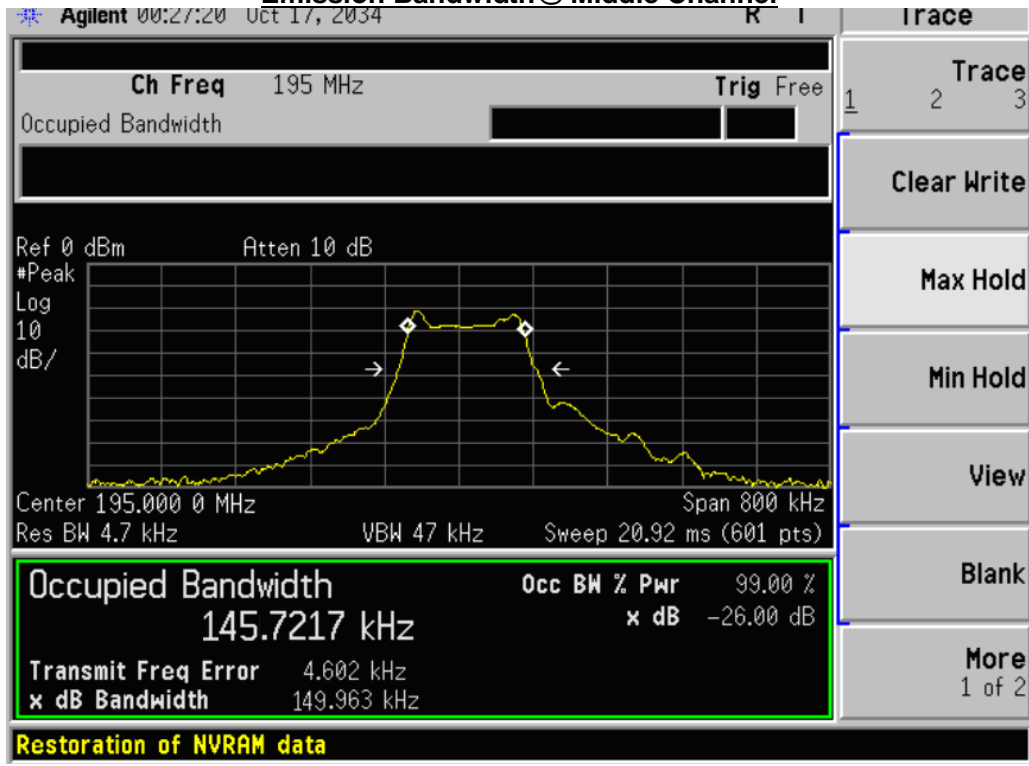 Emission Bandwidth@Middle Channel
Agilent 00:27:20 Oct 17, 2034 R T Trace
Ch Freq 195 MHz Trig Free
Occupied Bandwidth
Ref 0 dBm Atten 10 dB
#Peak
Log
10
dB/
Center 195.000 0 MHz Span 800 kHz
Res BW 4.7 kHz VBW 47 kHz Sweep 20.92 ms (601 pts)
Occupied Bandwidth Occ BW % Pwr 99.00 %
145.7217 kHz x dB -26.00 dB
Transmit Freq Error 4.602 kHz
x dB Bandwidth 149.963 kHz
Restoration of NVRAM data
Trace
1 2 3
Clear Write
Max Hold
Min Hold
View
Blank
More
1 of 2